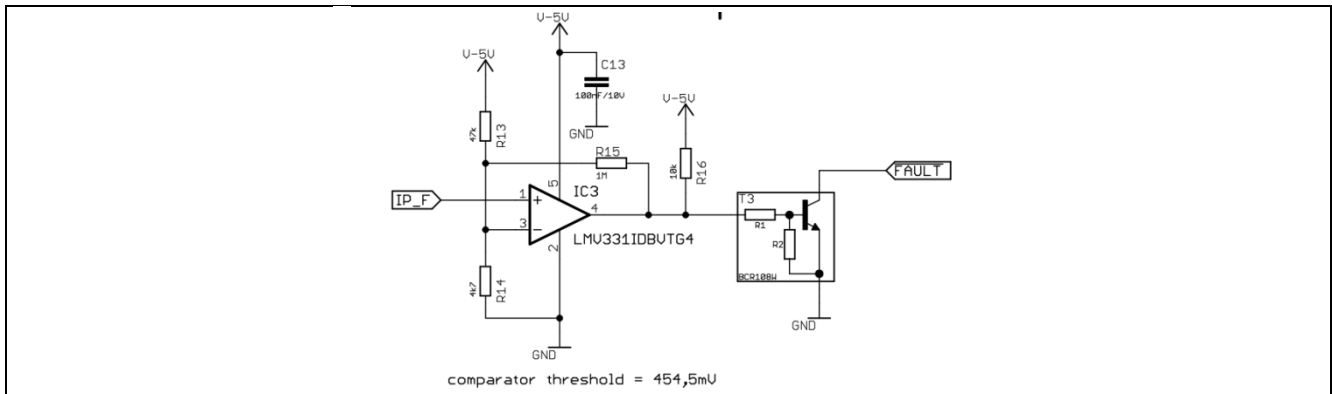 V-5V
V-5V
C13
100nF/10V
V-5V
GND
47k
R13
R15
1M
10k
R16
FAULT
IP_F
1
+
5
IC3
4
T3
3
-
2
LMV331IDBVTG4
R1
R2
4k7
R14
BCR108W
GND
GND
comparator threshold = 454,5mV